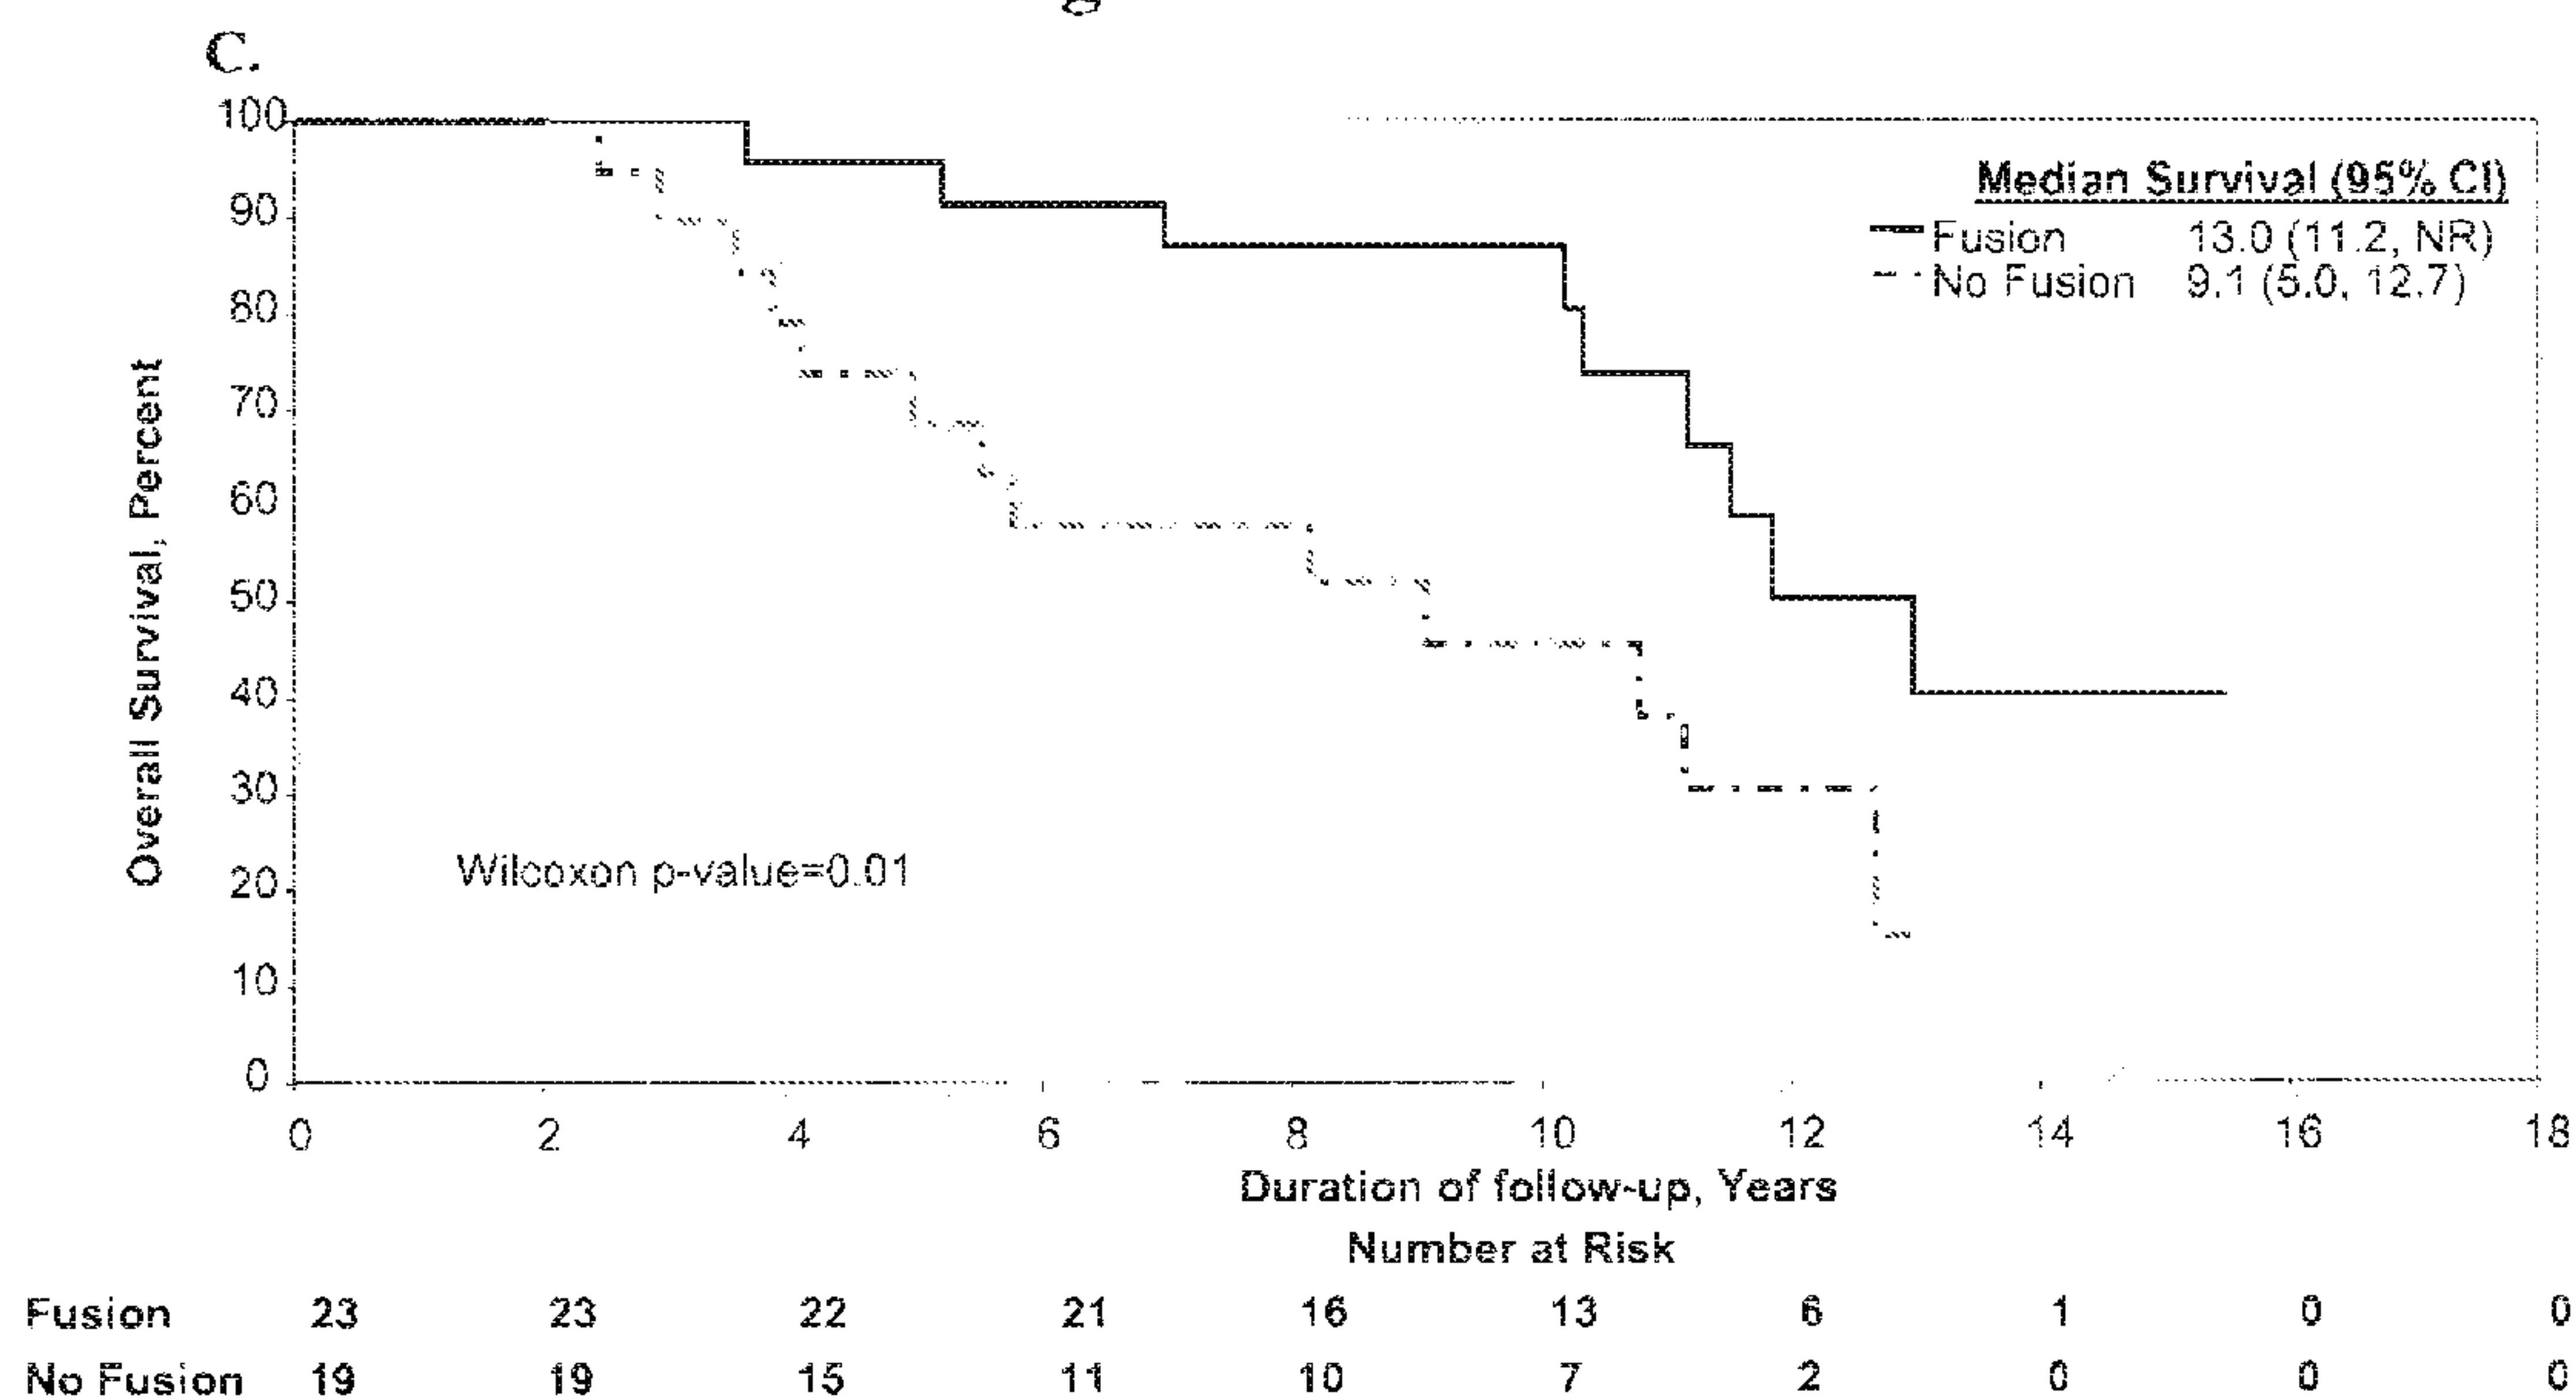 g
C.
100
90
80
70
60
50
40
30
20
10
0
Overall Survival, Percent
Median Survival (95% CI)
Fusion 13.0 (11.2, NR)
No Fusion 9.1 (5.0, 12.7)
Wilcoxon p-value=0.01
0 2 4 6 8 10 12 14 16 18
Duration of follow-up, Years
Number at Risk
Fusion 23 23 22 21 16 13 6 1 0 0
No Fusion 19 19 15 11 10 7 2 0 0 0